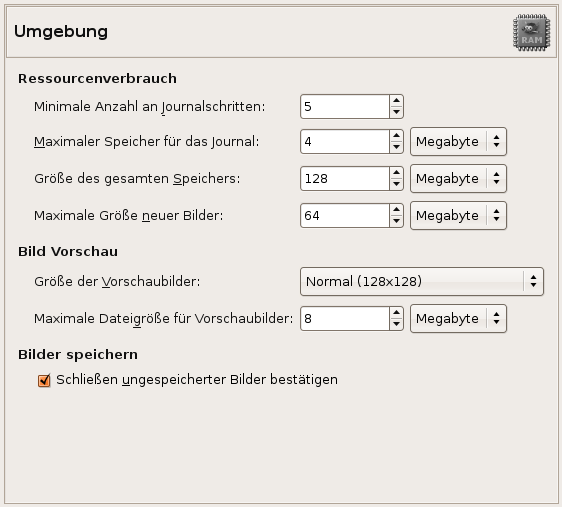 Umgebung
RAM
Ressourcenverbrauch
Minimale Anzahl an Journalschritten: 5
Maximaler Speicher für das Journal: 4 Megabyte
Größe des gesamten Speichers: 128 Megabyte
Maximale Größe neuer Bilder: 64 Megabyte
Bild Vorschau
Größe der Vorschaubilder: Normal (128x128)
Maximale Dateigröße für Vorschaubilder: 8 Megabyte
Bilder speichern
Schließen ungespeicherter Bilder bestätigen